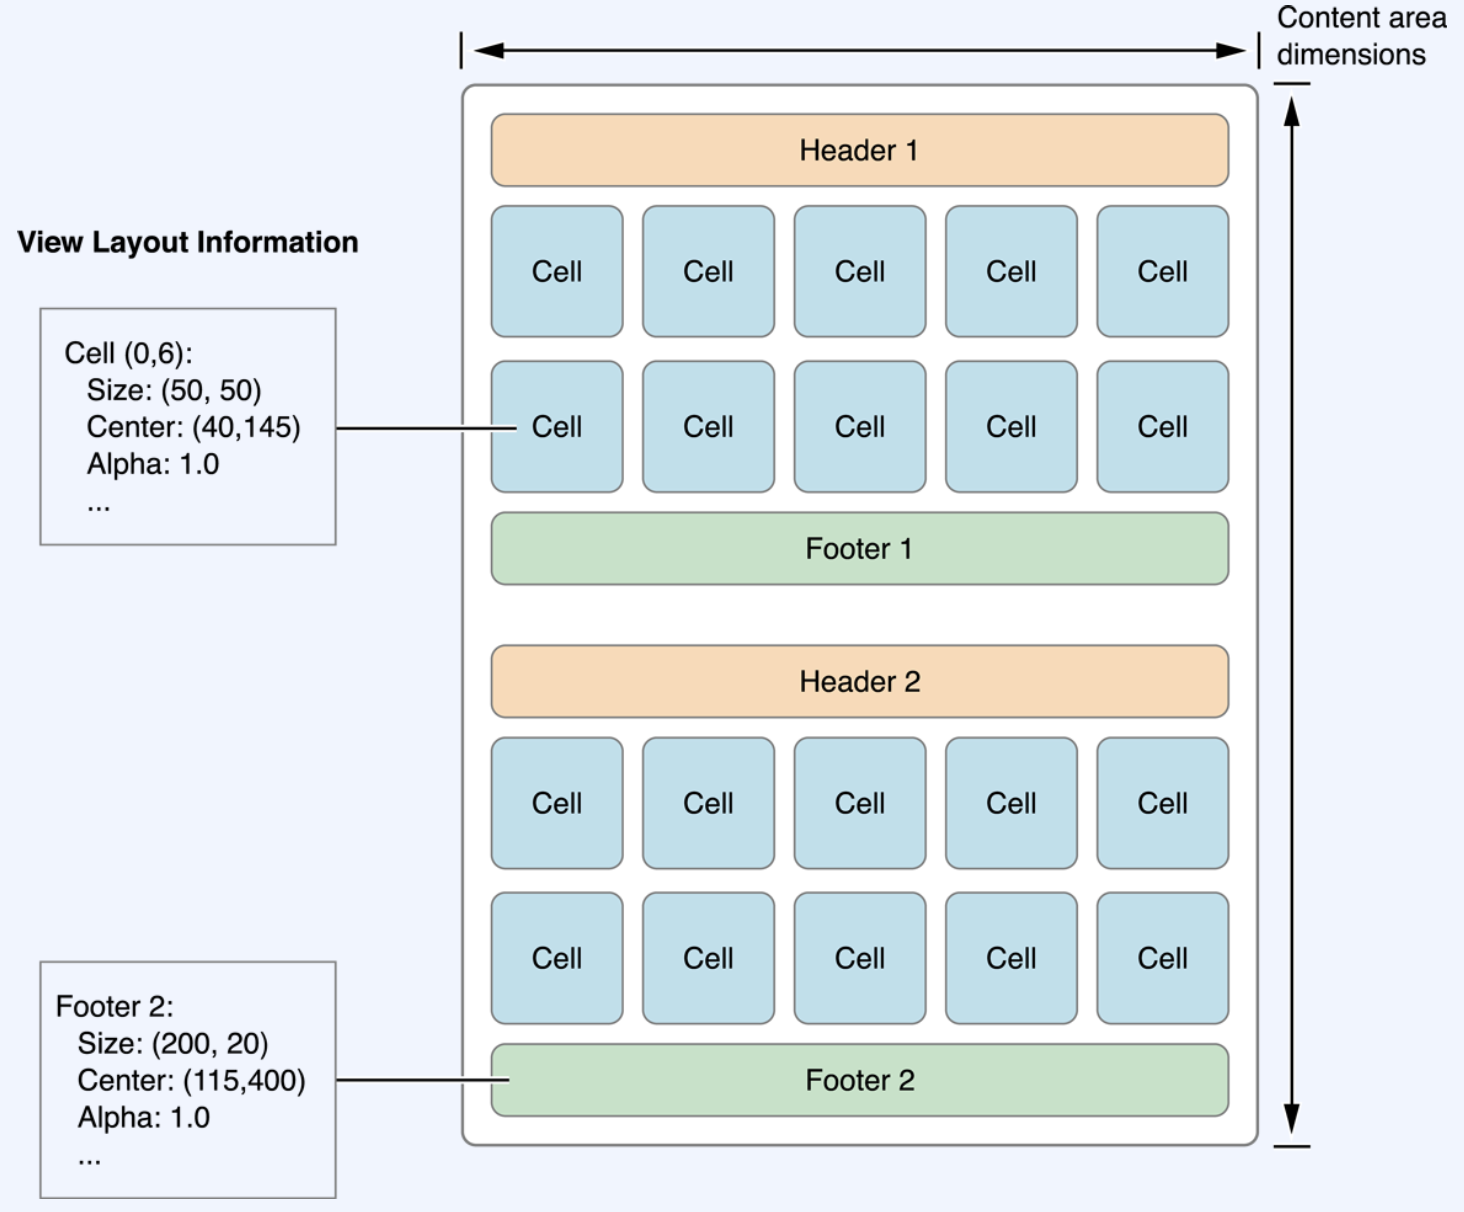 Content area
dimensions
Header 1
View Layout Information
Cell Cell Cell Cell Cell
Cell (0,6):
Size: (50, 50)
Center: (40,145)
Alpha: 1.0
...
Cell Cell Cell Cell Cell
Footer 1
Header 2
Cell Cell Cell Cell Cell
Cell Cell Cell Cell Cell
Footer 2:
Size: (200, 20)
Center: (115,400)
Alpha: 1.0
...
Footer 2